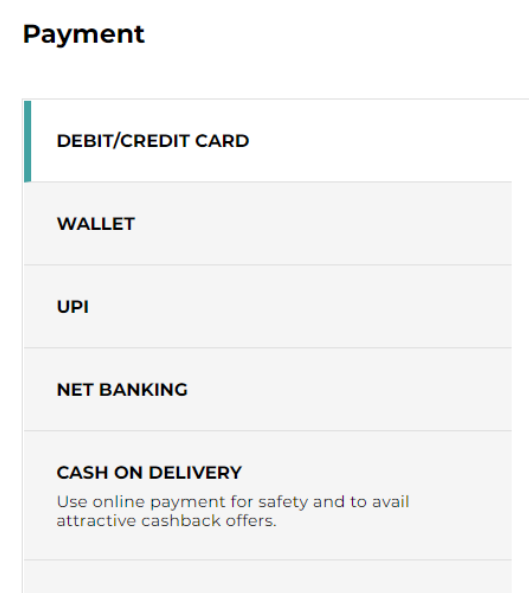 Payment
DEBIT/CREDIT CARD
WALLET
UPI
NET BANKING
CASH ON DELIVERY
Use online payment for safety and to avail
attractive cashback offers.